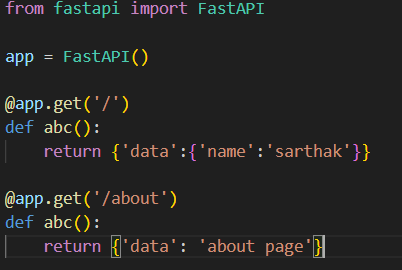 from fastapi import FastAPI
app = FastAPI()
@app.get('/')
def abc():
    return {'data':{'name':'sarthak'}}
@app.get('/about')
def abc():
    return {'data': 'about page'}